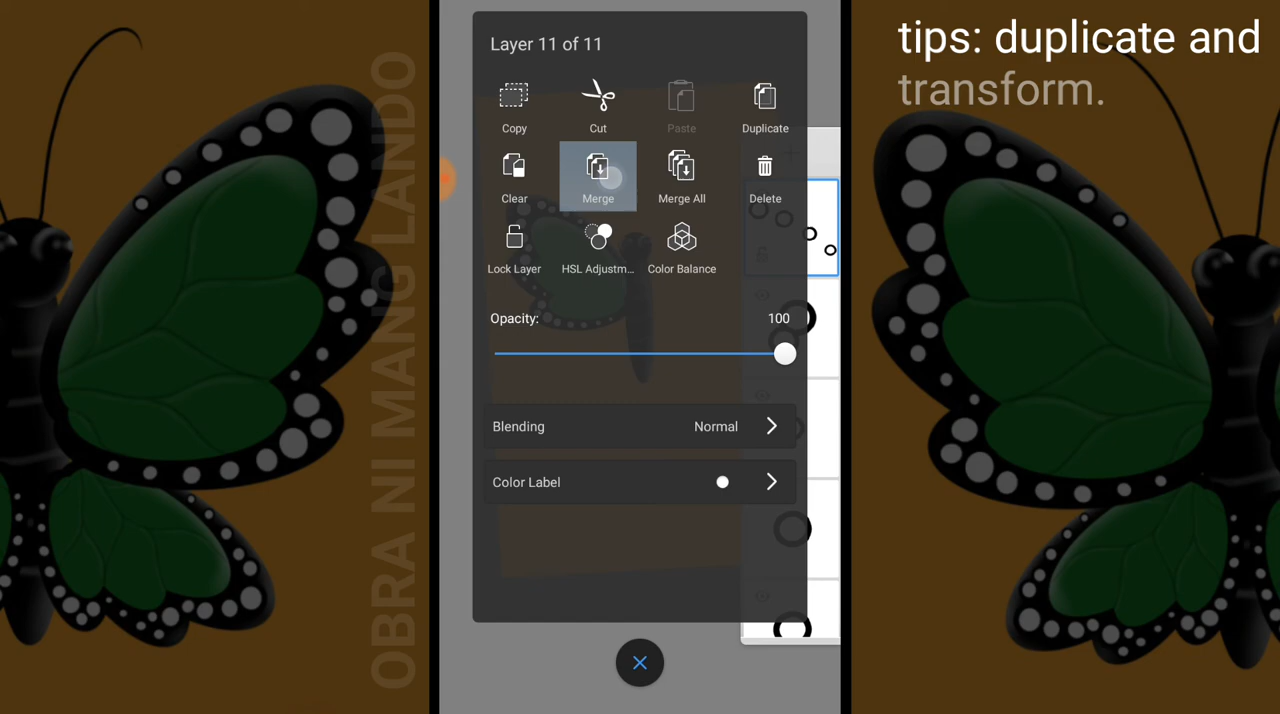 tips: duplicate and
transform.
OBRA NI MANG LANDO
Layer 11 of 11
Copy
Cut
Paste
Duplicate
Clear
Merge
Merge All
Delete
Lock Layer
HSL Adjustm...
Color Balance
Opacity:
100
Blending
Normal
Color Label